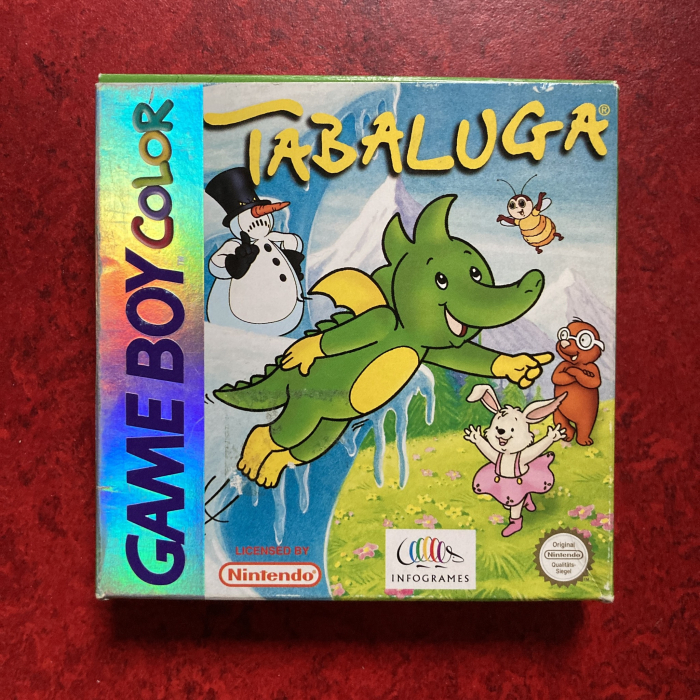 GAME BOY COLOR
TABALUGA®
LICENSED BY
Nintendo®
INFOGRAMES
Original
Nintendo
Qualitäts-
Siegel